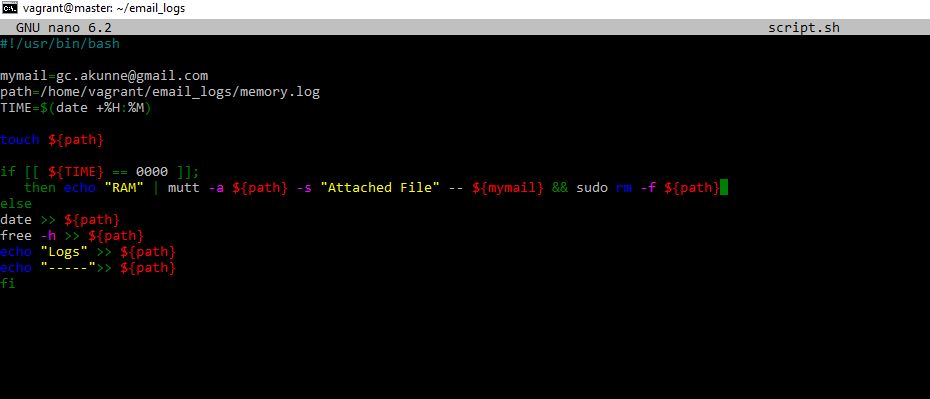 vagrant@master: ~/email_logs
GNU nano 6.2 script.sh
#!/usr/bin/bash
mymail=gc.akunne@gmail.com
path=/home/vagrant/email_logs/memory.log
TIME=$(date +%H:%M)
touch ${path}
if [[ ${TIME} == 0000 ]];
then echo "RAM" | mutt -a ${path} -s "Attached File" -- ${mymail} && sudo rm -f ${path}
else
date >> ${path}
free -h >> ${path}
echo "Logs" >> ${path}
echo "-----">> ${path}
fi